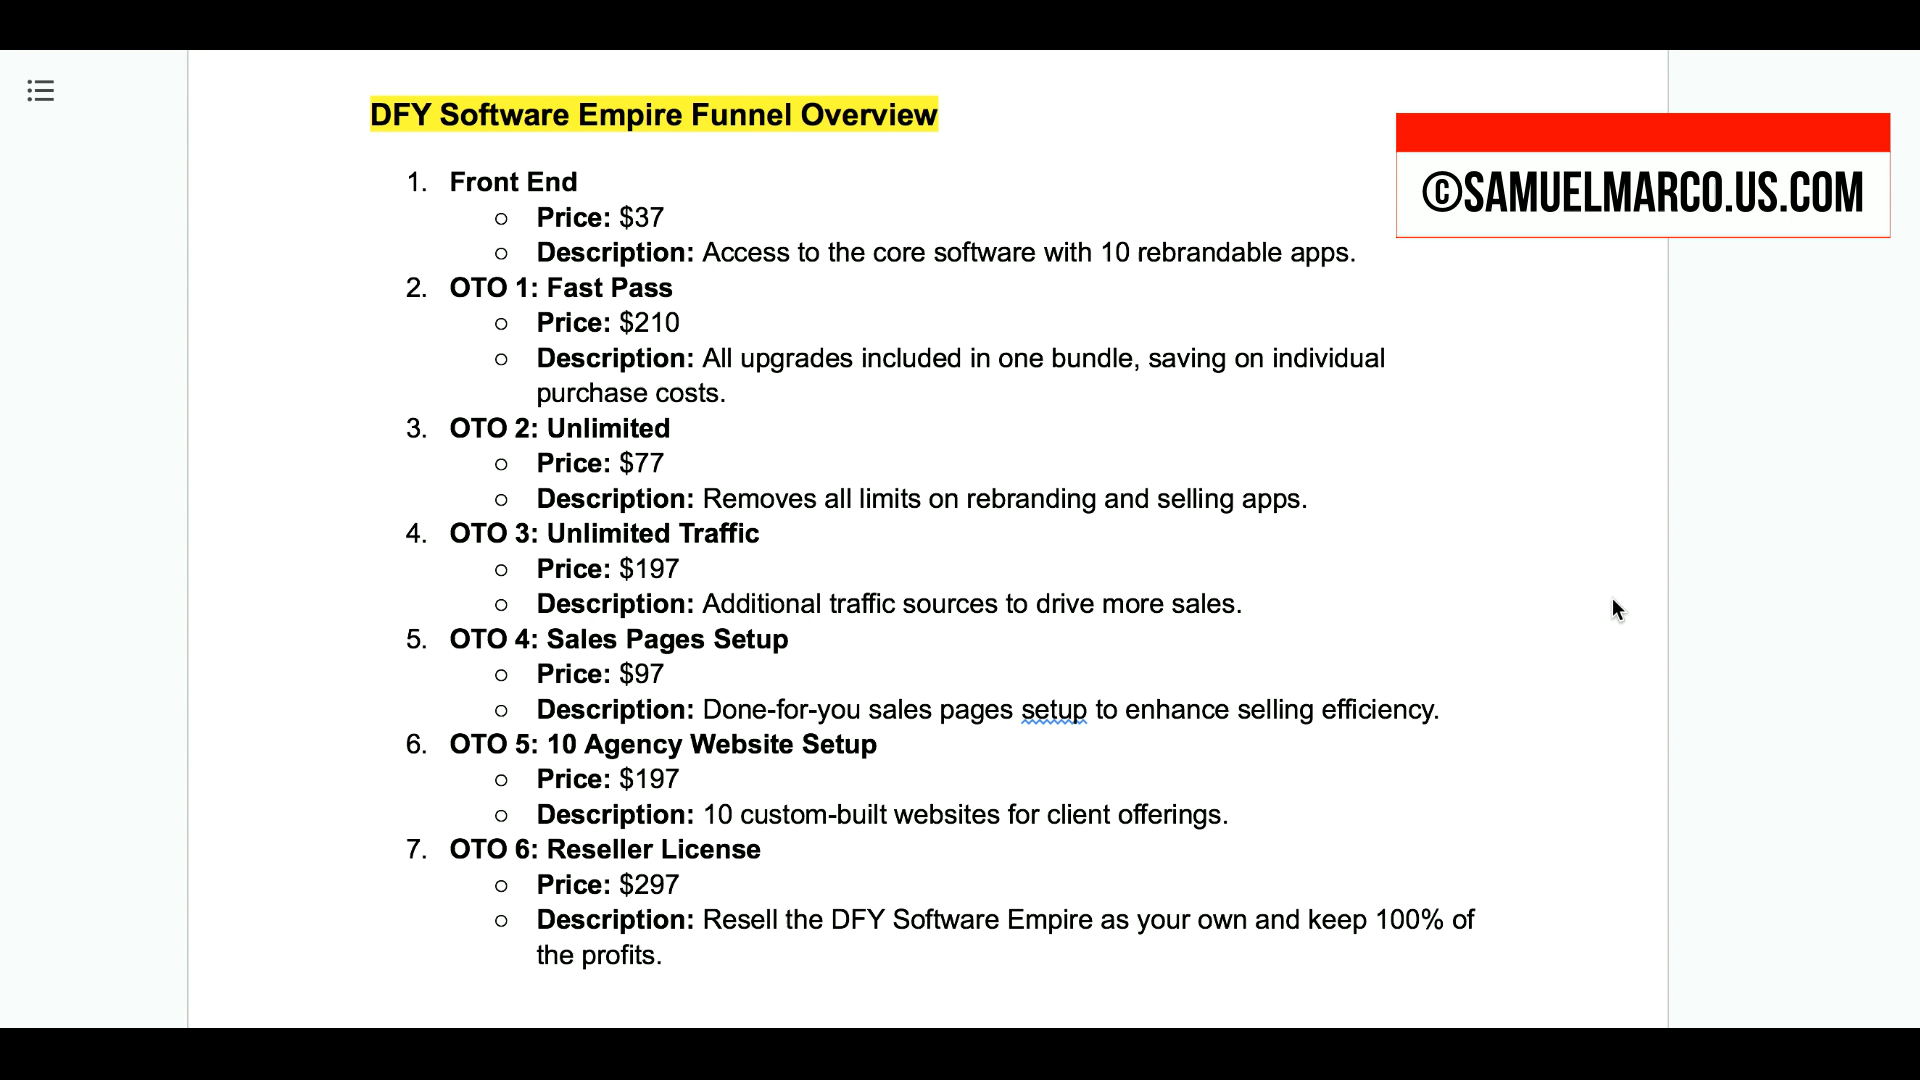 DFY Software Empire Funnel Overview
©SAMUELMARCO.US.COM
1. Front End
○ Price: $37
○ Description: Access to the core software with 10 rebrandable apps.
2. OTO 1: Fast Pass
○ Price: $210
○ Description: All upgrades included in one bundle, saving on individual
purchase costs.
3. OTO 2: Unlimited
○ Price: $77
○ Description: Removes all limits on rebranding and selling apps.
4. OTO 3: Unlimited Traffic
○ Price: $197
○ Description: Additional traffic sources to drive more sales.
5. OTO 4: Sales Pages Setup
○ Price: $97
○ Description: Done-for-you sales pages setup to enhance selling efficiency.
6. OTO 5: 10 Agency Website Setup
○ Price: $197
○ Description: 10 custom-built websites for client offerings.
7. OTO 6: Reseller License
○ Price: $297
○ Description: Resell the DFY Software Empire as your own and keep 100% of
the profits.